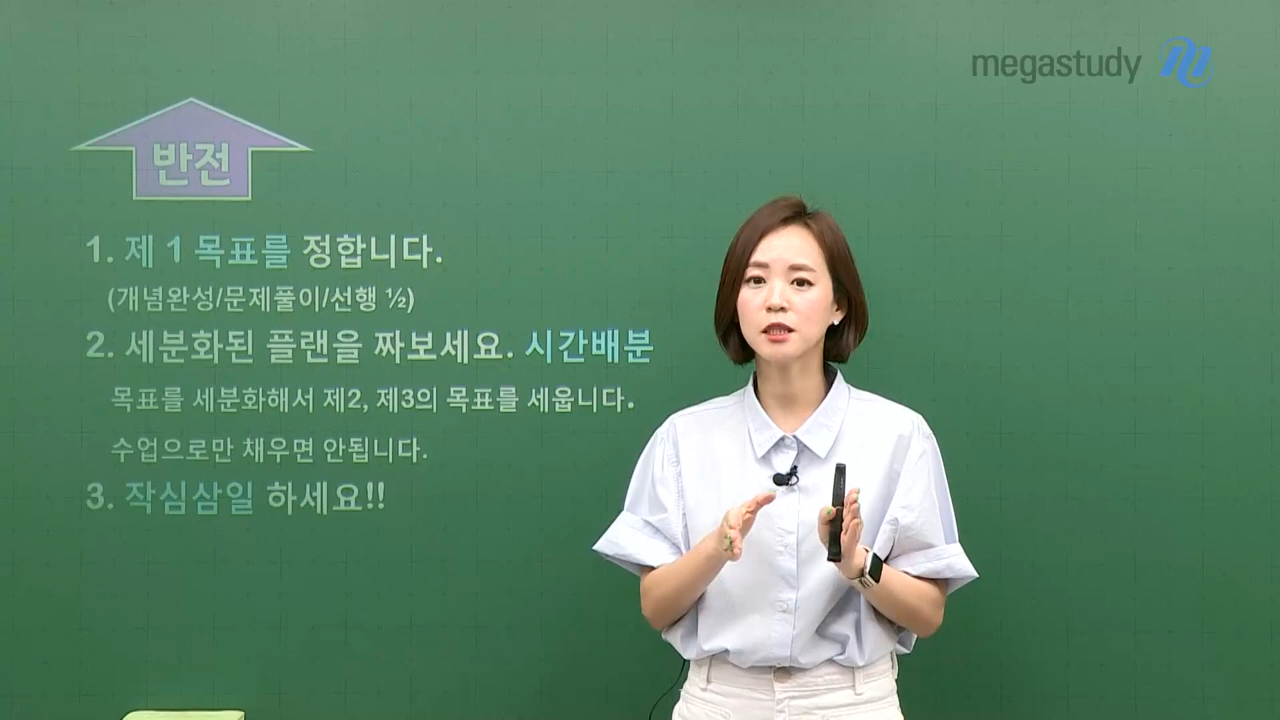 megastudy
반전
1. 제 1 목표를 정합니다.
(개념완성/문제풀이/선행 ½)
2. 세분화된 플랜을 짜보세요. 시간배분
목표를 세분화해서 제2, 제3의 목표를 세웁니다.
수업으로만 채우면 안됩니다.
3. 작심삼일 하세요!!